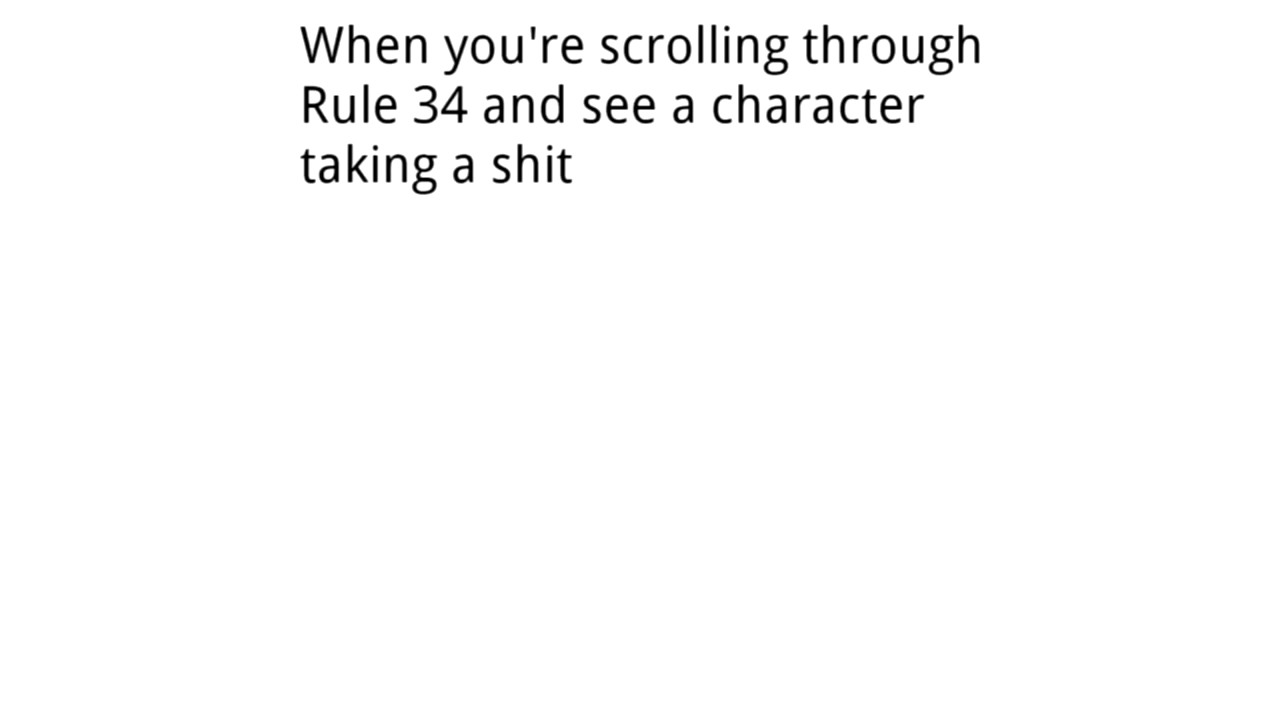 When you're scrolling through
Rule 34 and see a character
taking a shit